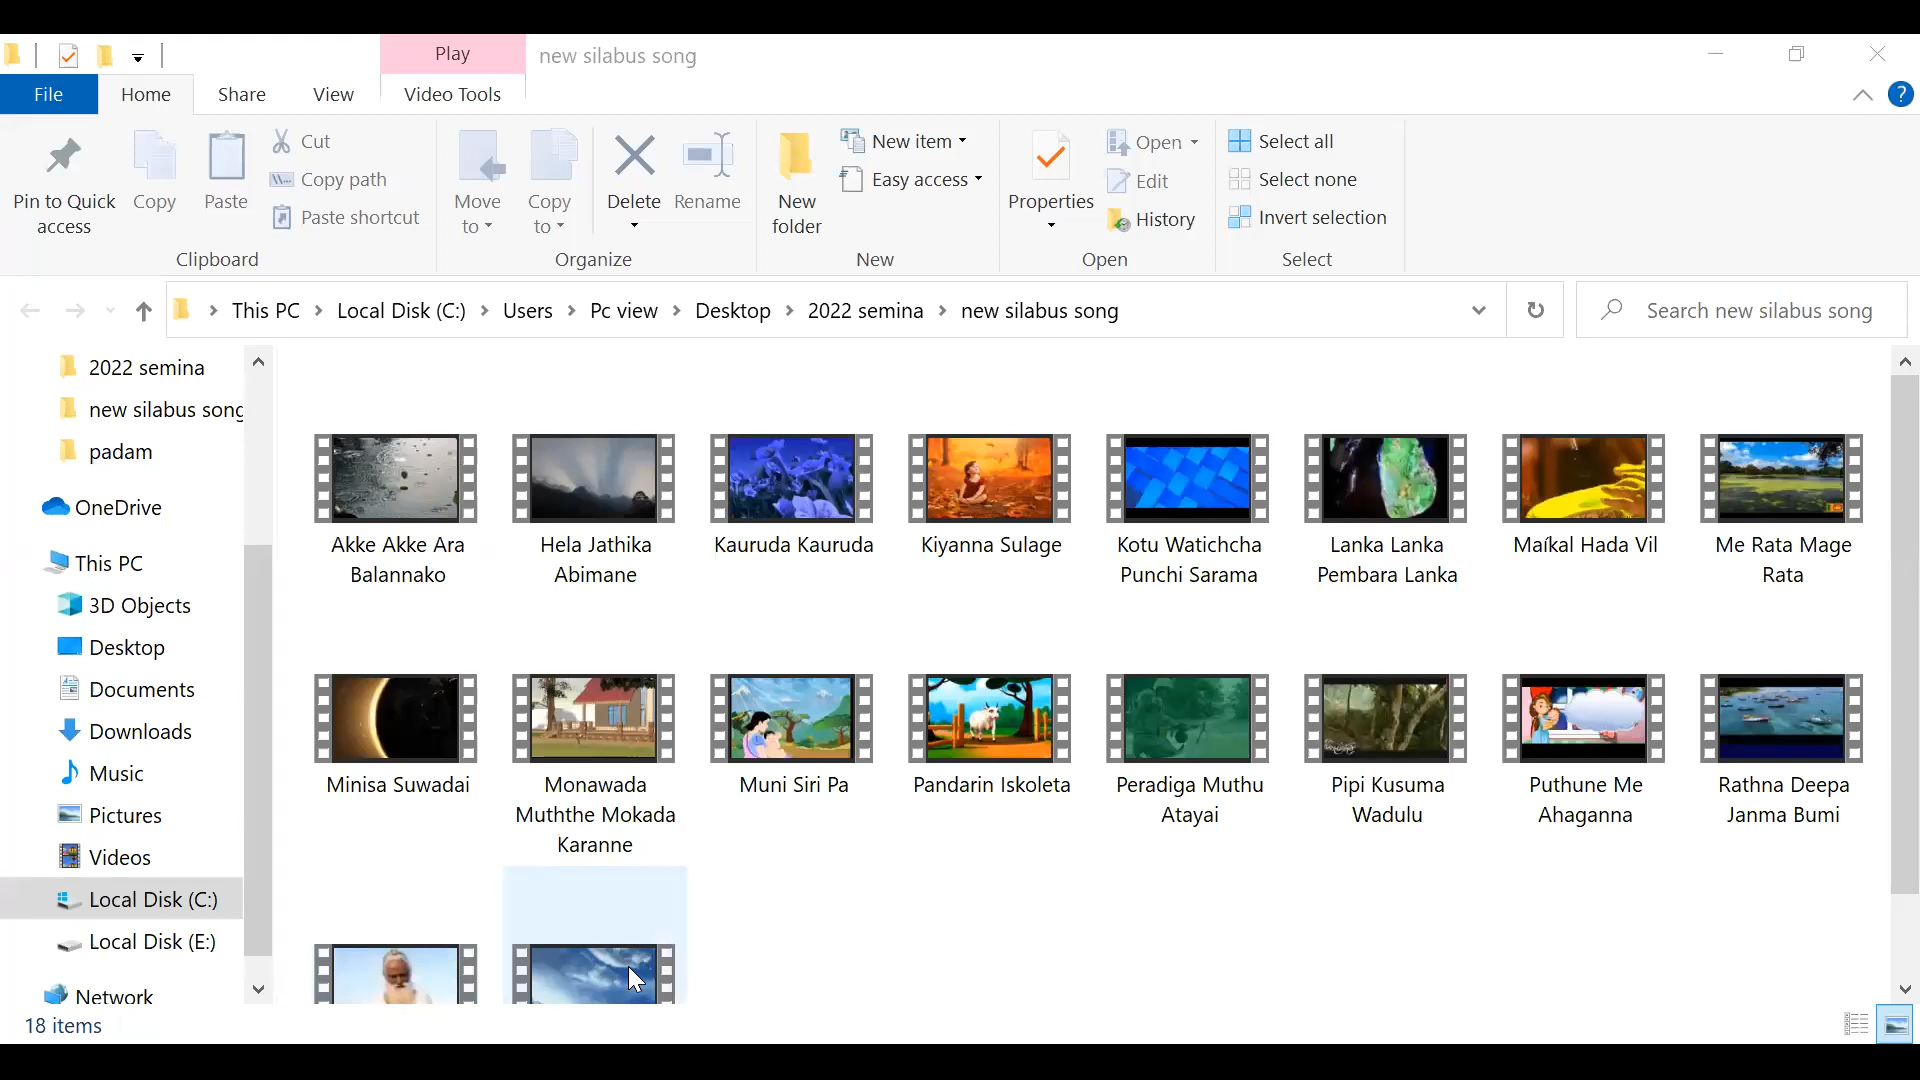 Play
new silabus song
File
Home
Share
View
Video Tools
Pin to Quick
access
Copy
Paste
Cut
Copy path
Paste shortcut
Clipboard
Move
to
Copy
to
Delete
Rename
Organize
New
folder
New item
Easy access
New
Properties
Open
Edit
History
Open
Select all
Select none
Invert selection
Select
This PC
Local Disk (C:)
Users
Pc view
Desktop
2022 semina
new silabus song
Search new silabus song
2022 semina
new silabus song
padam
OneDrive
This PC
3D Objects
Desktop
Documents
Downloads
Music
Pictures
Videos
Local Disk (C:)
Local Disk (E:)
Network
Akke Akke Ara
Balannako
Hela Jathika
Abimane
Kauruda Kauruda
Kiyanna Sulage
Kotu Watichcha
Punchi Sarama
Lanka Lanka
Pembara Lanka
Maíkal Hada Vil
Me Rata Mage
Rata
Minisa Suwadai
Monawada
Muththe Mokada
Karanne
Muni Siri Pa
Pandarin Iskoleta
Peradiga Muthu
Atayai
Pipi Kusuma
Wadulu
Puthune Me
Ahaganna
Rathna Deepa
Janma Bumi
18 items